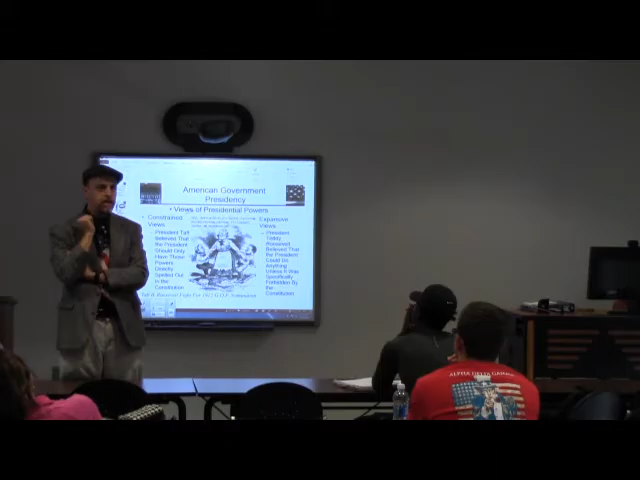 American Government
Presidency
• Views of Presidential Powers
• Constrained
Views
– President Taft
Believed That
the President
Should Only
Have Those
Powers
Directly
Spelled Out
in the
Constitution
Expansive
Views
– President
Teddy
Roosevelt
Believed That
the President
Could do
Anything
Unless It Was
Specifically
Forbidden By
the
Constitution
ALPHA DELTA GAMMA